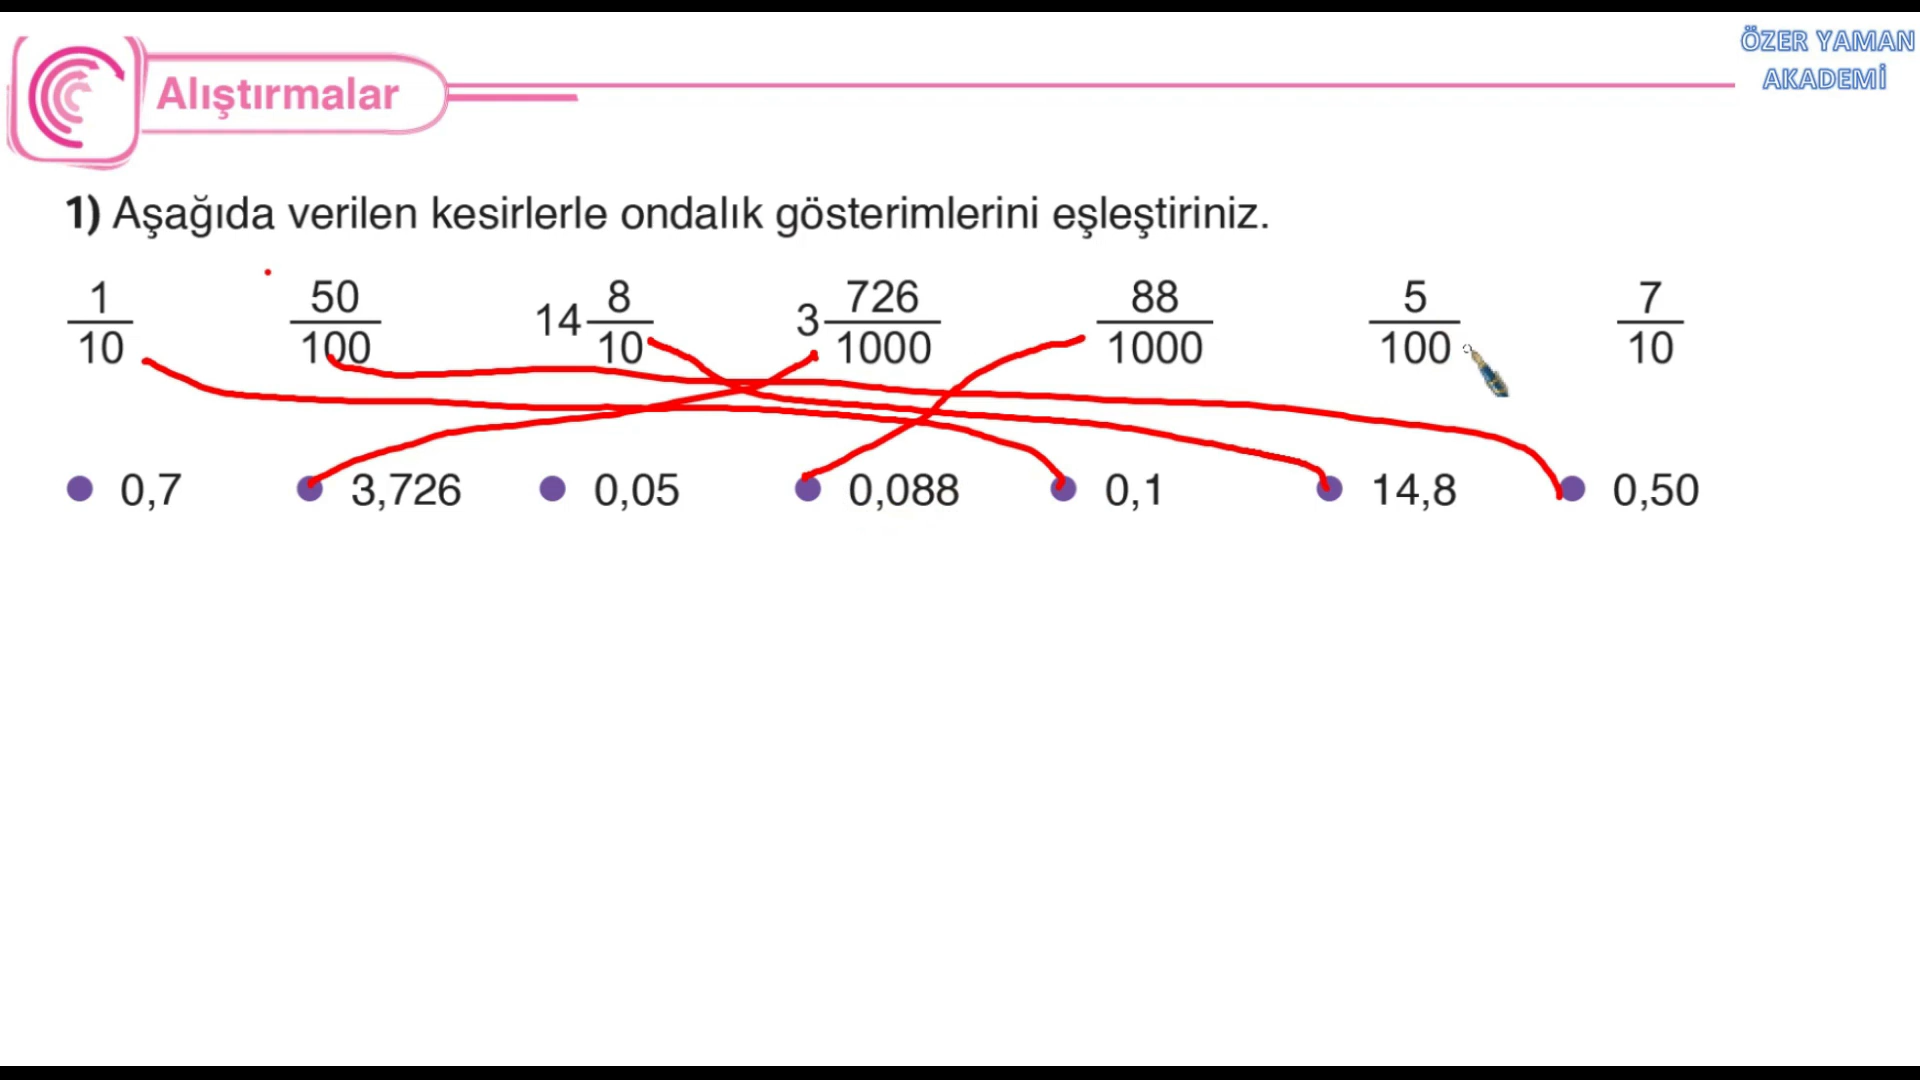 ÖZER YAMAN
AKADEMİ
Alıştırmalar
1) Aşağıda verilen kesirlerle ondalık gösterimlerini eşleştiriniz.
1/10 50/100 14 8/10 3 726/1000 88/1000 5/100 7/10
0,7 3,726 0,05 0,088 0,1 14,8 0,50